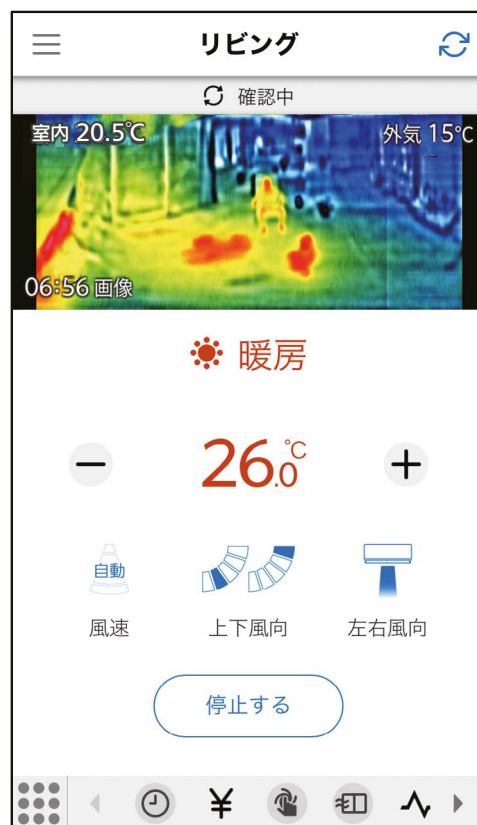 リビング
確認中
室内 20.5℃
外気 15℃
06:56 画像
暖房
26.0℃
自動
風速
上下風向
左右風向
停止する
¥